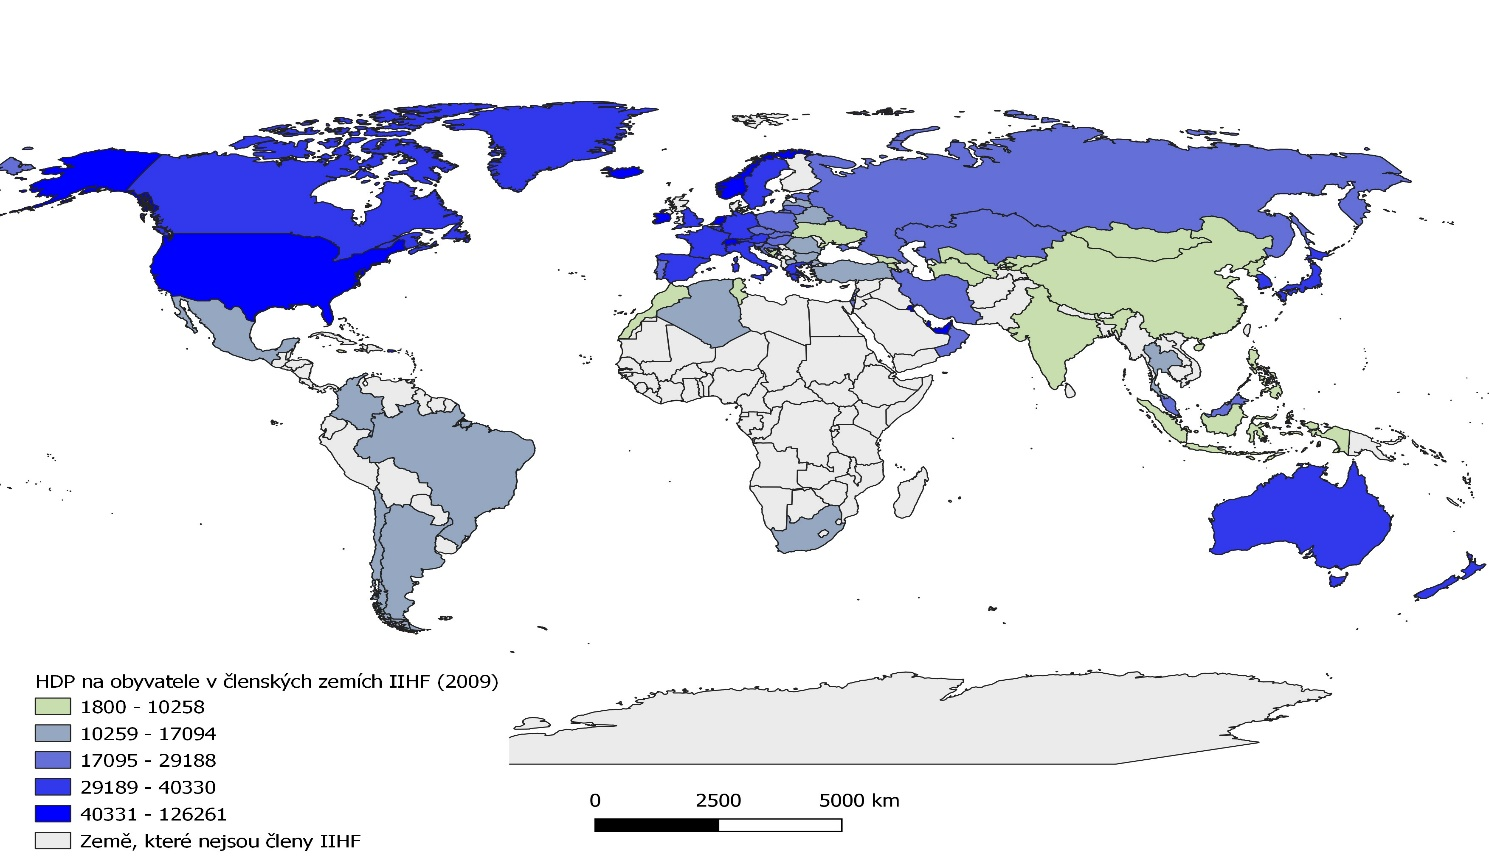 HDP na obyvatele v členských zemích IIHF (2009)
1800 - 10258
10259 - 17094
17095 - 29188
29189 - 40330
40331 - 126261
Země, které nejsou členy IIHF
0 2500 5000 km